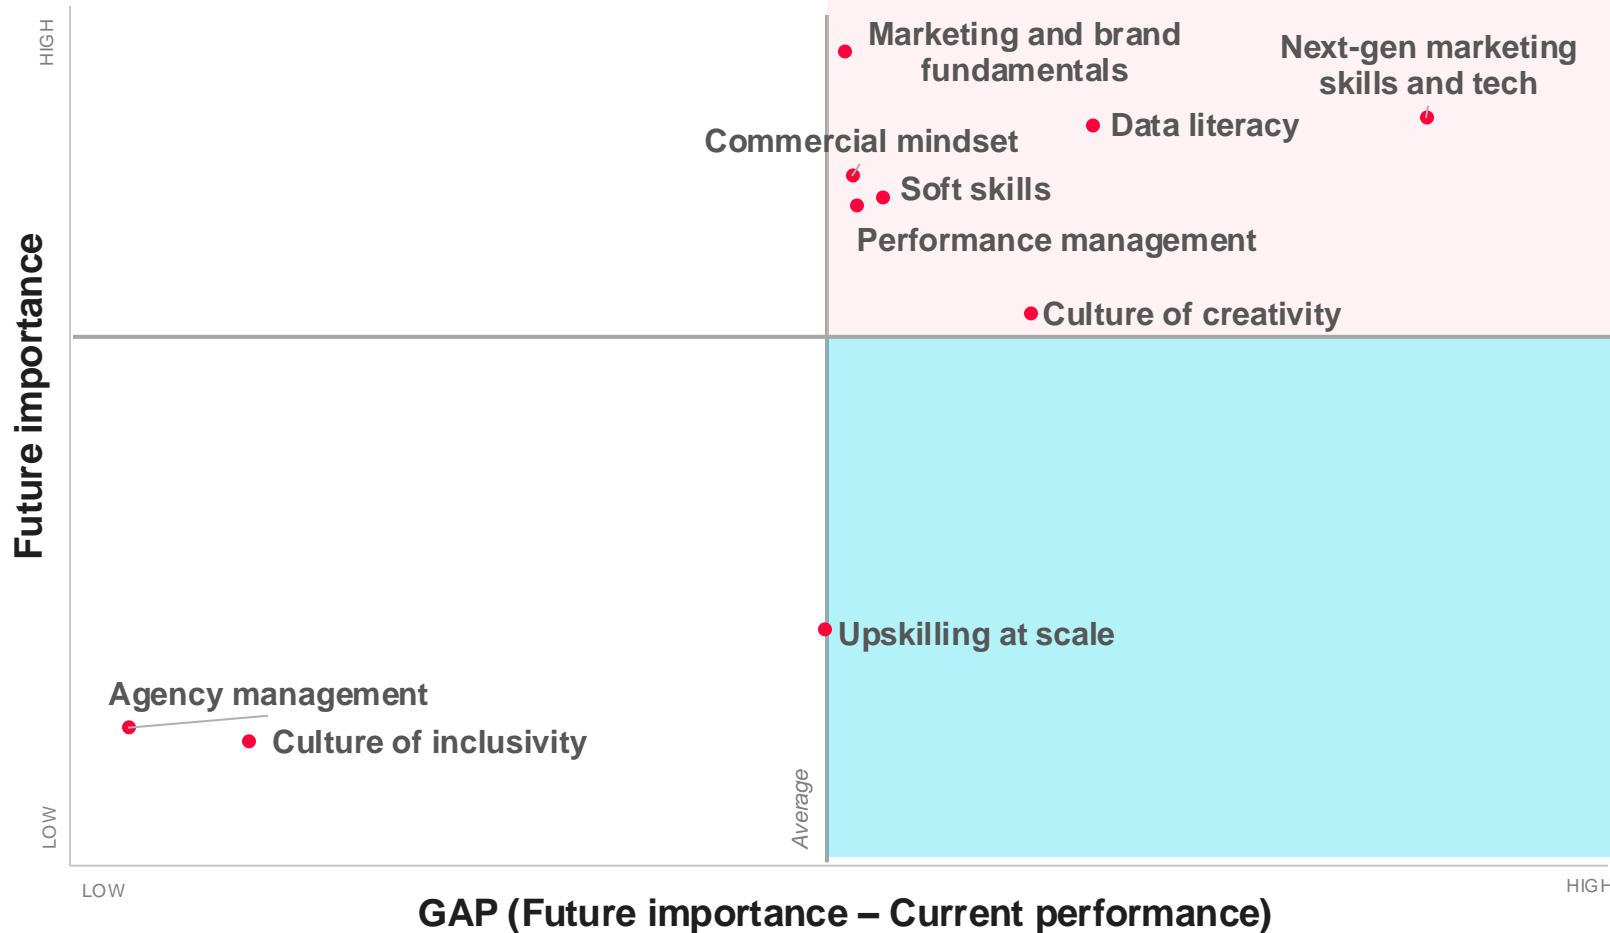 HIGH
Marketing and brand
fundamentals
Next-gen marketing
skills and tech
Data literacy
Commercial mindset
Soft skills
Performance management
Culture of creativity
Future importance
Upskilling at scale
Agency management
Culture of inclusivity
Average
LOW
LOW
HIGH
GAP (Future importance – Current performance)